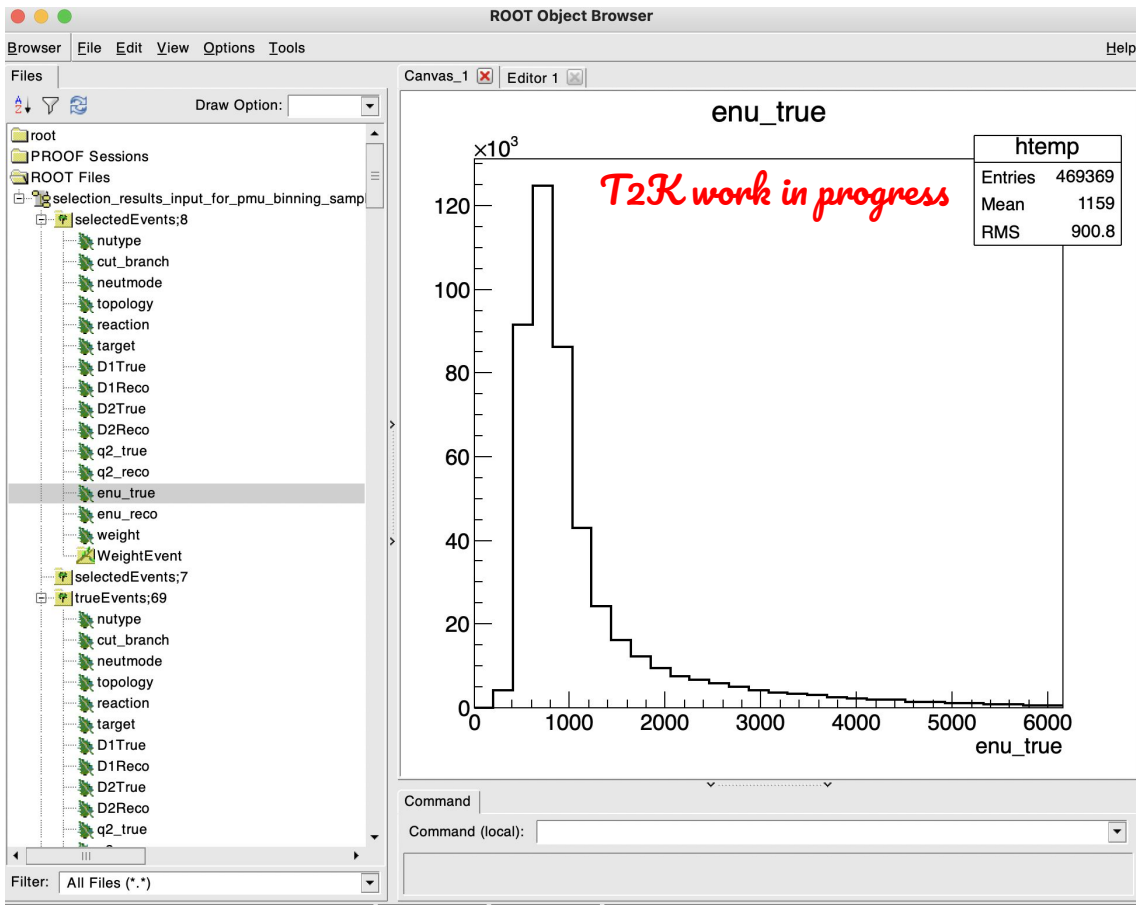 ROOT Object Browser
Browser File Edit View Options Tools Help
Files
Draw Option:
root
PROOF Sessions
ROOT Files
selection_results_input_for_pmu_binning_samp
selectedEvents;8
nutype
cut_branch
neutmode
topology
reaction
target
D1True
D1Reco
D2True
D2Reco
q2_true
q2_reco
enu_true
enu_reco
weight
WeightEvent
selectedEvents;7
trueEvents;69
nutype
cut_branch
neutmode
topology
reaction
target
D1True
D1Reco
D2True
D2Reco
q2_true
Filter: All Files (*.*)
Canvas_1 Editor 1
enu_true
×10³
T2K work in progress
htemp
Entries 469369
Mean 1159
RMS 900.8
120
100
80
60
40
20
0
0 1000 2000 3000 4000 5000 6000
enu_true
Command
Command (local):